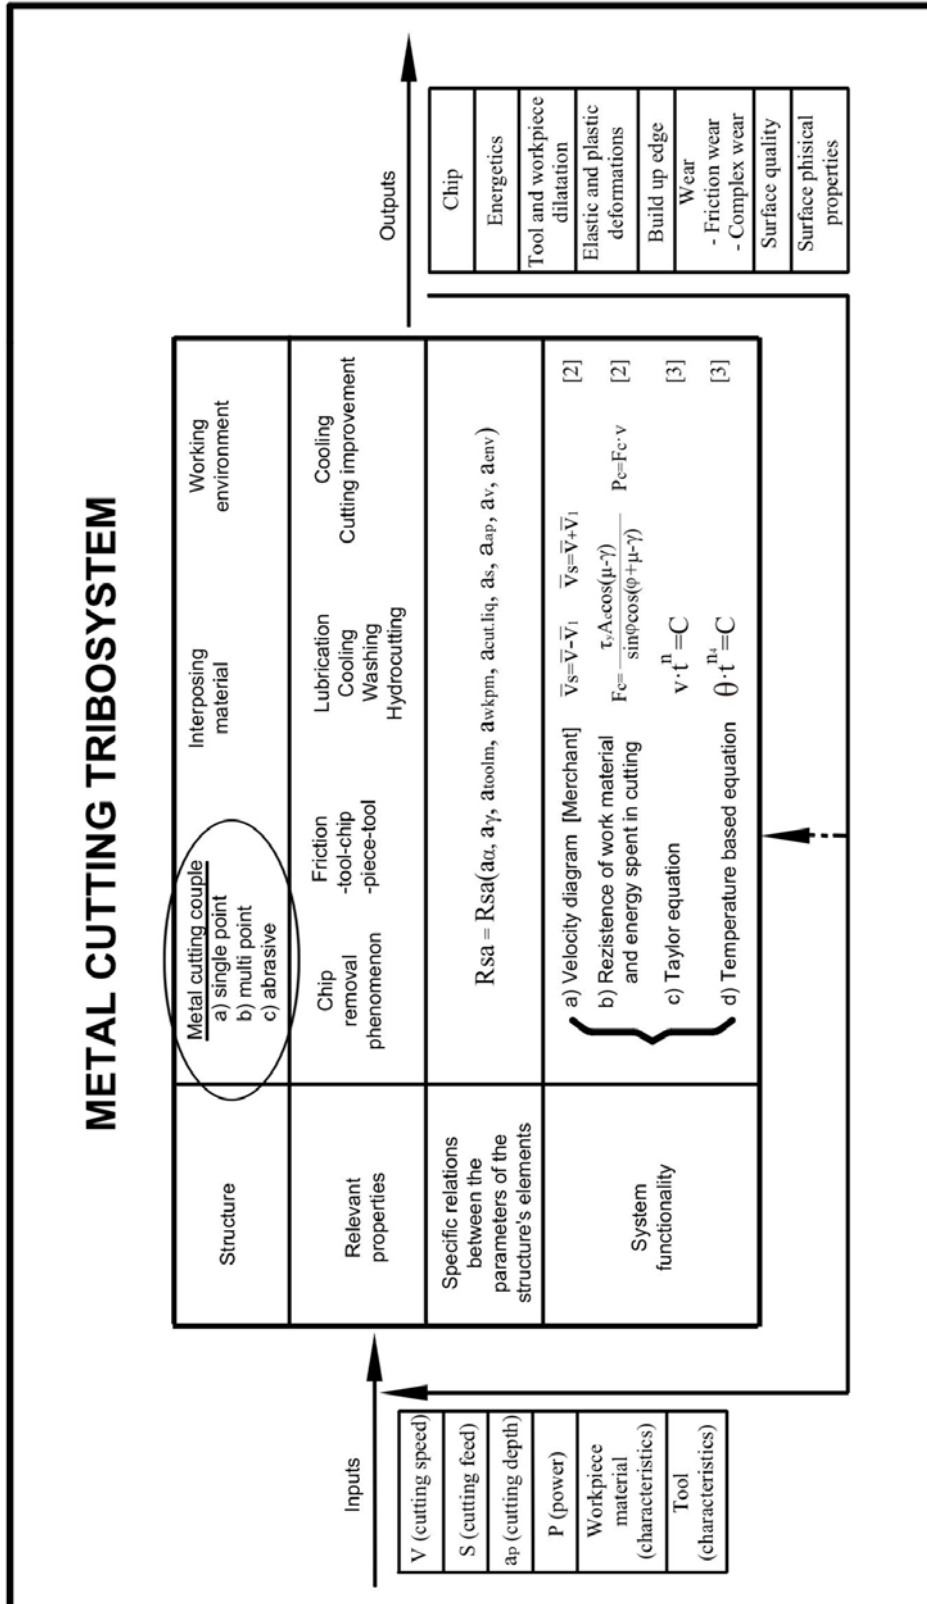 METAL CUTTING TRIBOSYSTEM
Inputs
V (cutting speed)
S (cutting feed)
ap (cutting depth)
P (power)
Workpiece
material
(characteristics)
Tool
(characteristics)
Structure
Metal cutting couple
a) single point
b) multi point
c) abrasive
Interposing
material
Working
environment
Relevant
properties
Chip
removal
phenomenon
Friction
-tool-chip
-piece-tool
Lubrication
Cooling
Washing
Hydrocutting
Cooling
Cutting improvement
Specific relations
between the
parameters of the
structure's elements
Rsa = Rsa(aα, aγ, atoolm, awkpm, acut.liq, as, aap, av, aenv)
System
functionality
a) Velocity diagram [Merchant] V̅s=V̅-V̅1 V̅s=V̅+V̅1 [2]
b) Rezistence of work material
and energy spent in cutting
Fc= τyAccos(μ-γ) / sinφcos(φ+μ-γ) Pc=Fc·v [2]
c) Taylor equation v·t^n=C [3]
d) Temperature based equation θ·t^n4=C [3]
Outputs
Chip
Energetics
Tool and workpiece
dilatation
Elastic and plastic
deformations
Build up edge
Wear
- Friction wear
- Complex wear
Surface quality
Surface phisical
properties